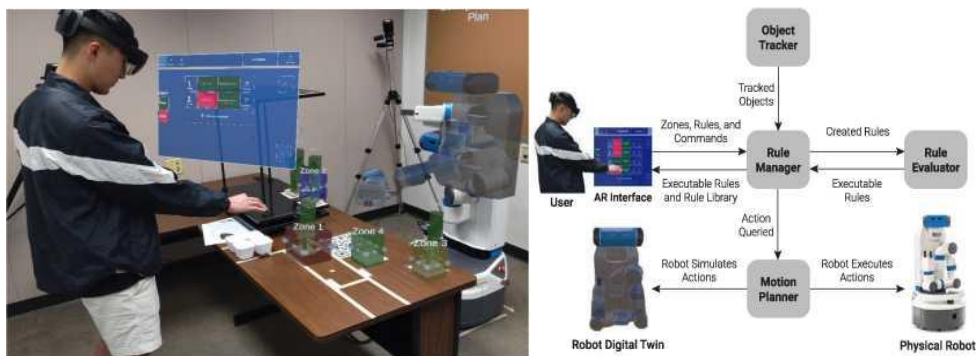 Plan
Zone 1
Zone 4
Zone 3
Object
Tracker
Tracked
Objects
Zones, Rules, and
Commands
Created Rules
Rule
Manager
Rule
Evaluator
Executable Rules
and Rule Library
Executable
Rules
User
AR Interface
Action
Queried
Robot Simulates
Actions
Motion
Planner
Robot Executes
Actions
Robot Digital Twin
Physical Robot